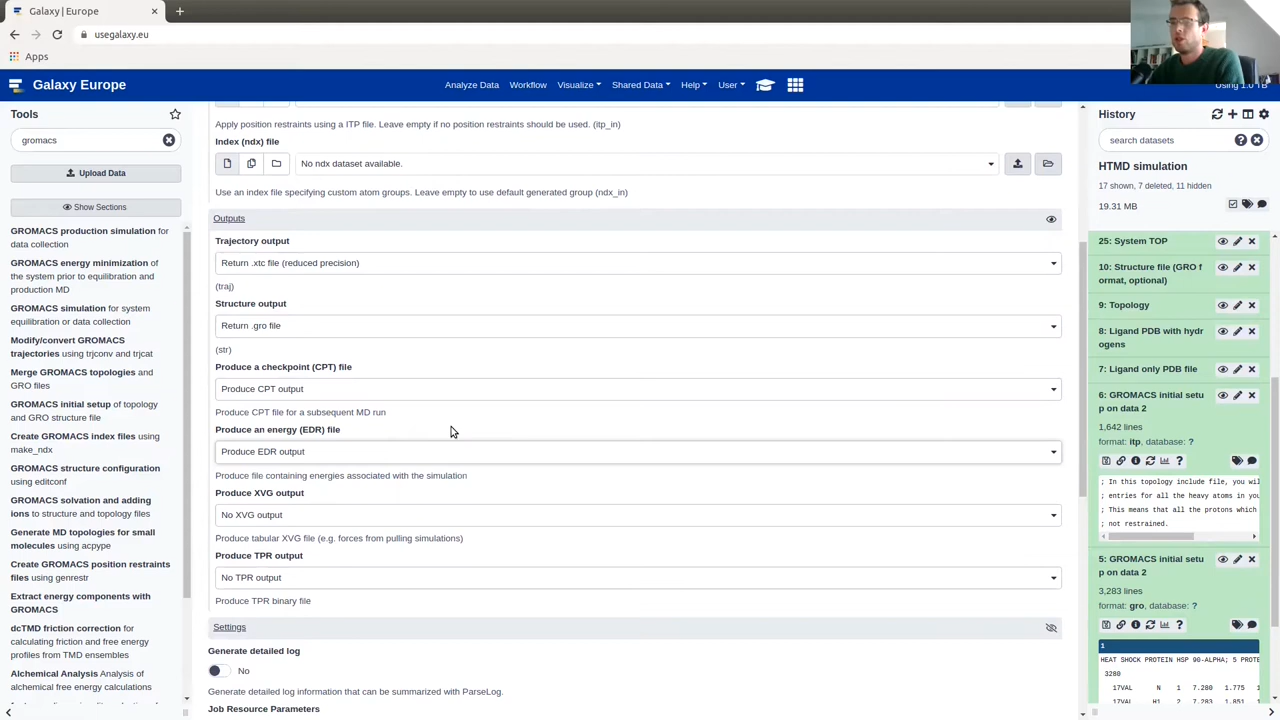 Galaxy | Europe
usegalaxy.eu
Apps
Galaxy Europe
Analyze Data
Workflow
Visualize
Shared Data
Help
User
Using 1.0 TB
Tools
gromacs
Upload Data
Show Sections
GROMACS production simulation for
data collection
GROMACS energy minimization of
the system prior to equilibration and
production MD
GROMACS simulation for system
equilibration or data collection
Modify/convert GROMACS
trajectories using trjconv and trjcat
Merge GROMACS topologies and
GRO files
GROMACS initial setup of topology
and GRO structure file
Create GROMACS index files using
make_ndx
GROMACS structure configuration
using editconf
GROMACS solvation and adding
ions to structure and topology files
Generate MD topologies for small
molecules using acpype
Create GROMACS position restraints
files using genrestr
Extract energy components with
GROMACS
dcTMD friction correction for
calculating friction and free energy
profiles from TMD ensembles
Alchemical Analysis Analysis of
alchemical free energy calculations
Apply position restraints using a ITP file. Leave empty if no position restraints should be used. (itp_in)
Index (ndx) file
No ndx dataset available.
Use an index file specifying custom atom groups. Leave empty to use default generated group (ndx_in)
Outputs
Trajectory output
Return .xtc file (reduced precision)
(traj)
Structure output
Return .gro file
(str)
Produce a checkpoint (CPT) file
Produce CPT output
Produce CPT file for a subsequent MD run
Produce an energy (EDR) file
Produce EDR output
Produce file containing energies associated with the simulation
Produce XVG output
No XVG output
Produce tabular XVG file (e.g. forces from pulling simulations)
Produce TPR output
No TPR output
Produce TPR binary file
Settings
Generate detailed log
No
Generate detailed log information that can be summarized with ParseLog.
Job Resource Parameters
History
search datasets
HTMD simulation
17 shown, 7 deleted, 11 hidden
19.31 MB
25: System TOP
10: Structure file (GRO f
ormat, optional)
9: Topology
8: Ligand PDB with hydr
ogens
7: Ligand only PDB file
6: GROMACS initial setu
p on data 2
1,642 lines
format: itp, database: ?
; In this topology include file, you wil
; entries for all the heavy atoms in you
; This means that all the protons which
; not restrained.
5: GROMACS initial setu
p on data 2
3,283 lines
format: gro, database: ?
1
HEAT SHOCK PROTEIN HSP 90-ALPHA; 5 PROTE
3280
17VAL N 1 7.280 1.775 1
17VAL H1 2 7.283 1.851 1